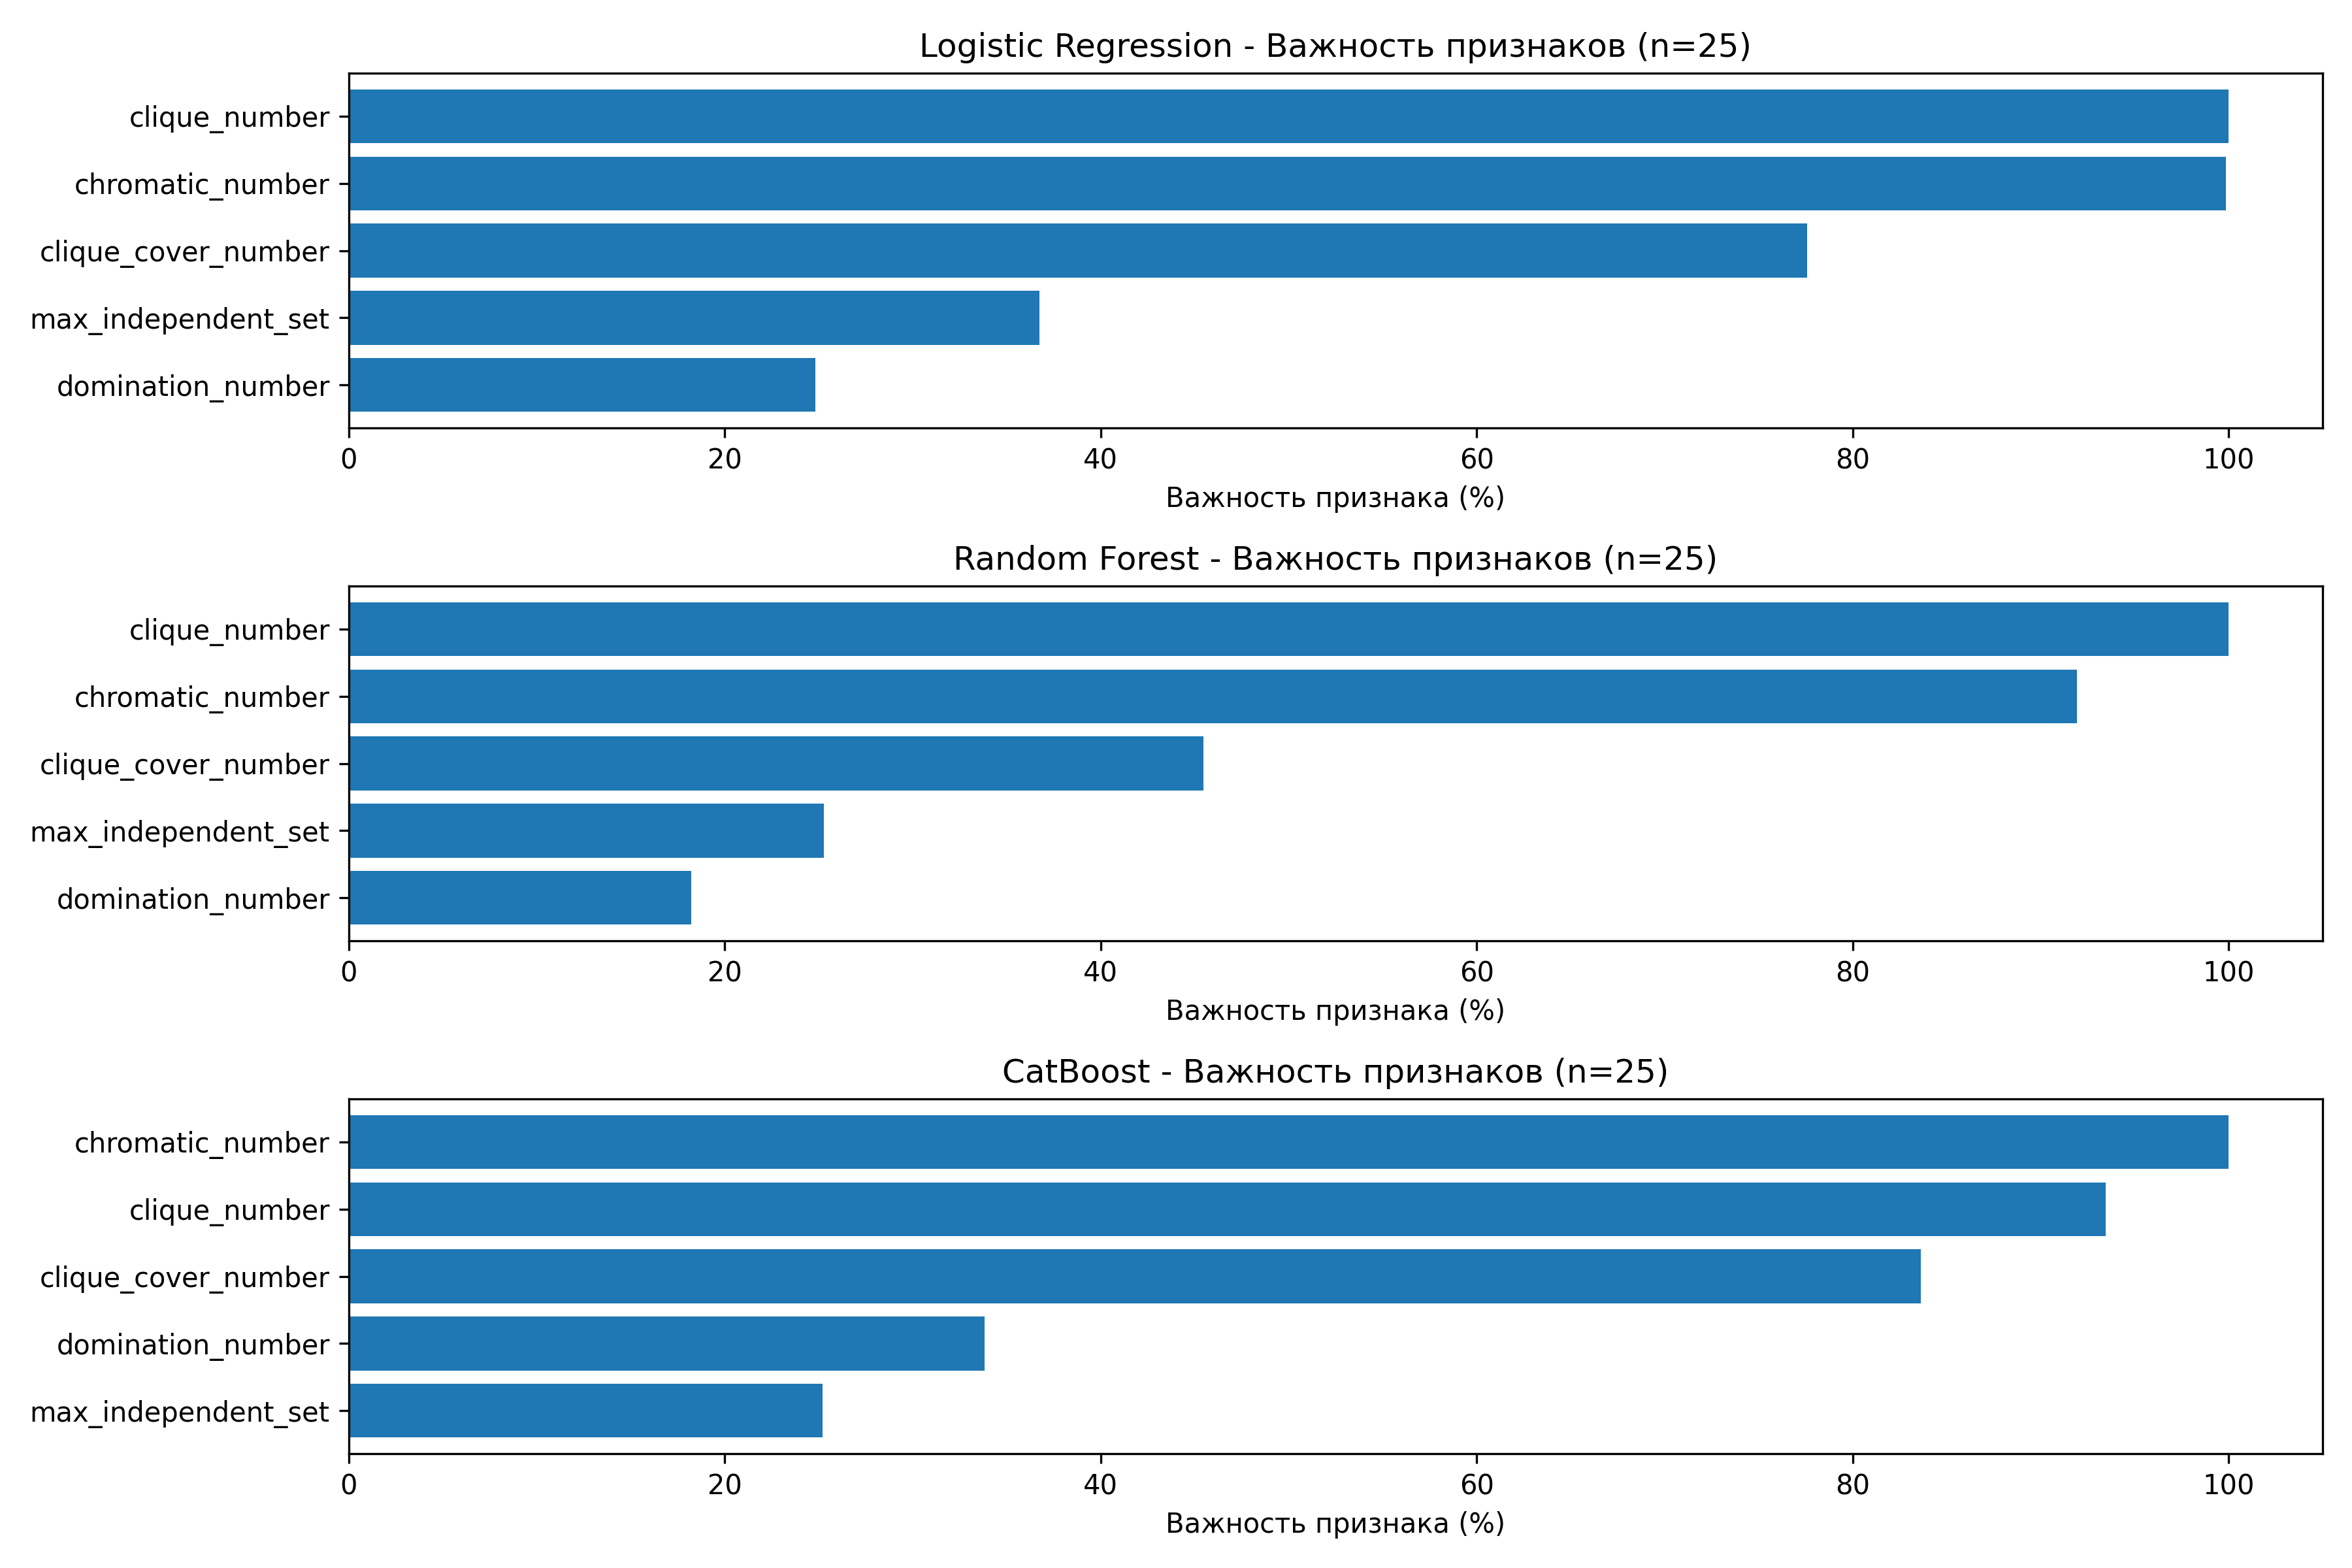 Logistic Regression - Важность признаков (n=25)
clique_number
chromatic_number
clique_cover_number
max_independent_set
domination_number
0 20 40 60 80 100
Важность признака (%)
Random Forest - Важность признаков (n=25)
clique_number
chromatic_number
clique_cover_number
max_independent_set
domination_number
0 20 40 60 80 100
Важность признака (%)
CatBoost - Важность признаков (n=25)
chromatic_number
clique_number
clique_cover_number
domination_number
max_independent_set
0 20 40 60 80 100
Важность признака (%)